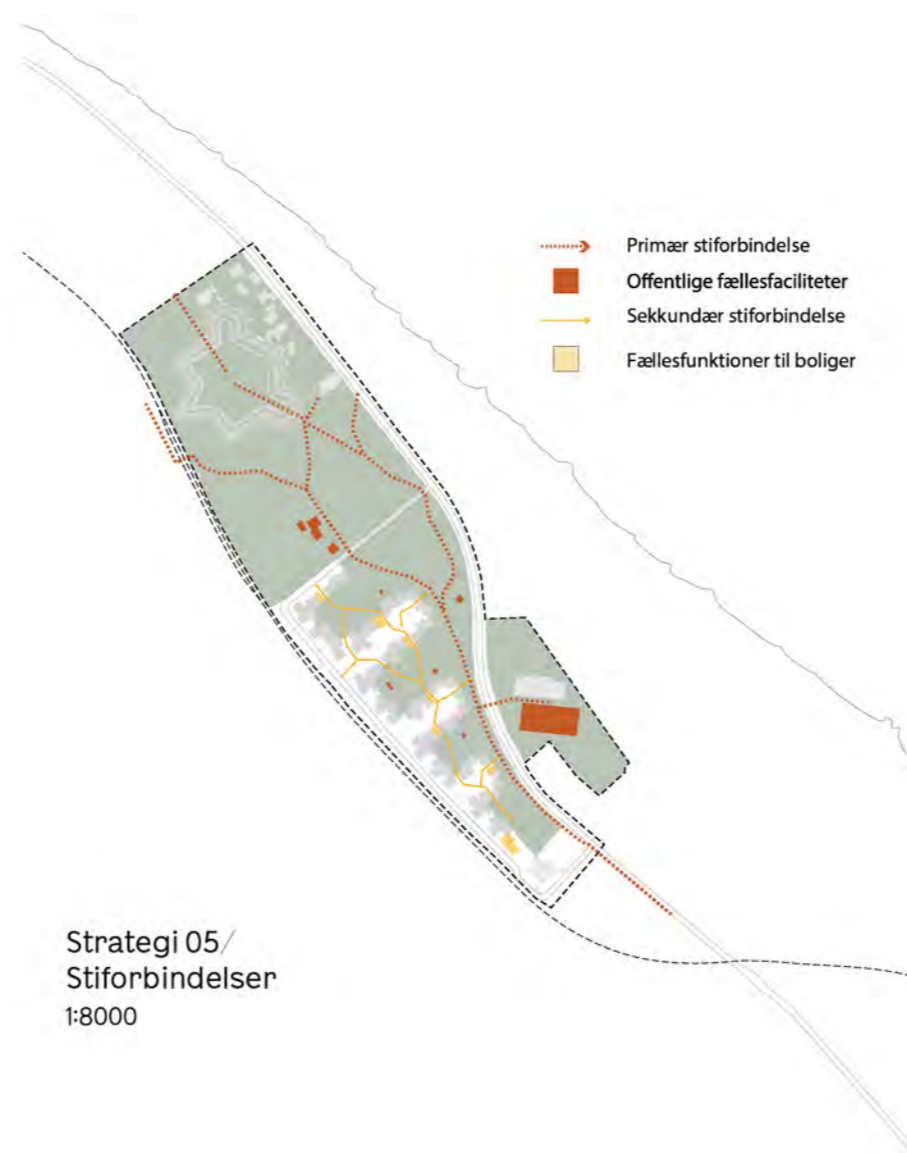 Primær stiforbindelse
Offentlige fællesfaciliteter
Sekkundær stiforbindelse
Fællesfunktioner til boliger
Strategi 05/
Stiforbindelser
1:8000